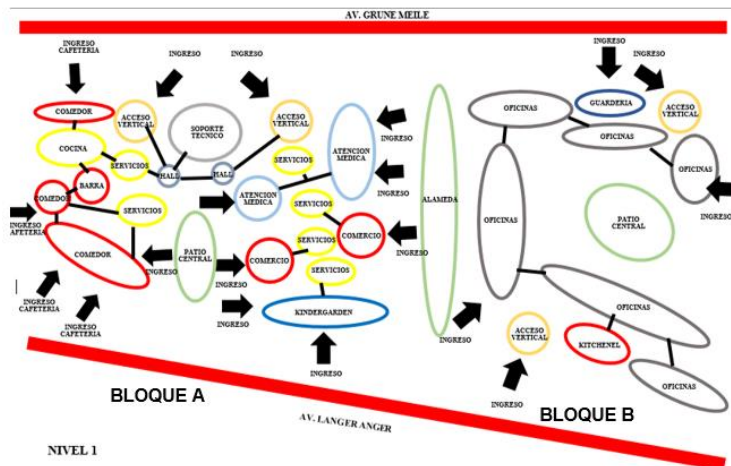 AV. GRUNE MEILE
INGRESO
CAFETERIA
INGRESO
INGRESO
INGRESO
INGRESO
COMEDOR
ACCESO
VERTICAL
SOPORTE
TECNICO
ACCESO
VERTICAL
ATENCION
MEDICA
INGRESO
INGRESO
COCINA
SERVICIOS
HALL
HALL
SERVICIOS
ATENCION
MEDICA
SERVICIOS
BARRA
COMEDOR
INGRESO
CAFETERIA
SERVICIOS
COMEDOR
INGRESO
PATIO
CENTRAL
INGRESO
COMERCIO
SERVICIOS
COMERCIO
INGRESO
SERVICIOS
INGRESO
KINDERGARDEN
INGRESO
INGRESO
CAFETERIA
INGRESO
CAFETERIA
ALAMEDA
OFICINAS
GUARDERIA
ACCESO
VERTICAL
OFICINAS
OFICINAS
INGRESO
OFICINAS
PATIO
CENTRAL
OFICINAS
INGRESO
ACCESO
VERTICAL
KITCHENEL
OFICINAS
INGRESO
BLOQUE A
BLOQUE B
AV. LANGER ANGER
NIVEL 1